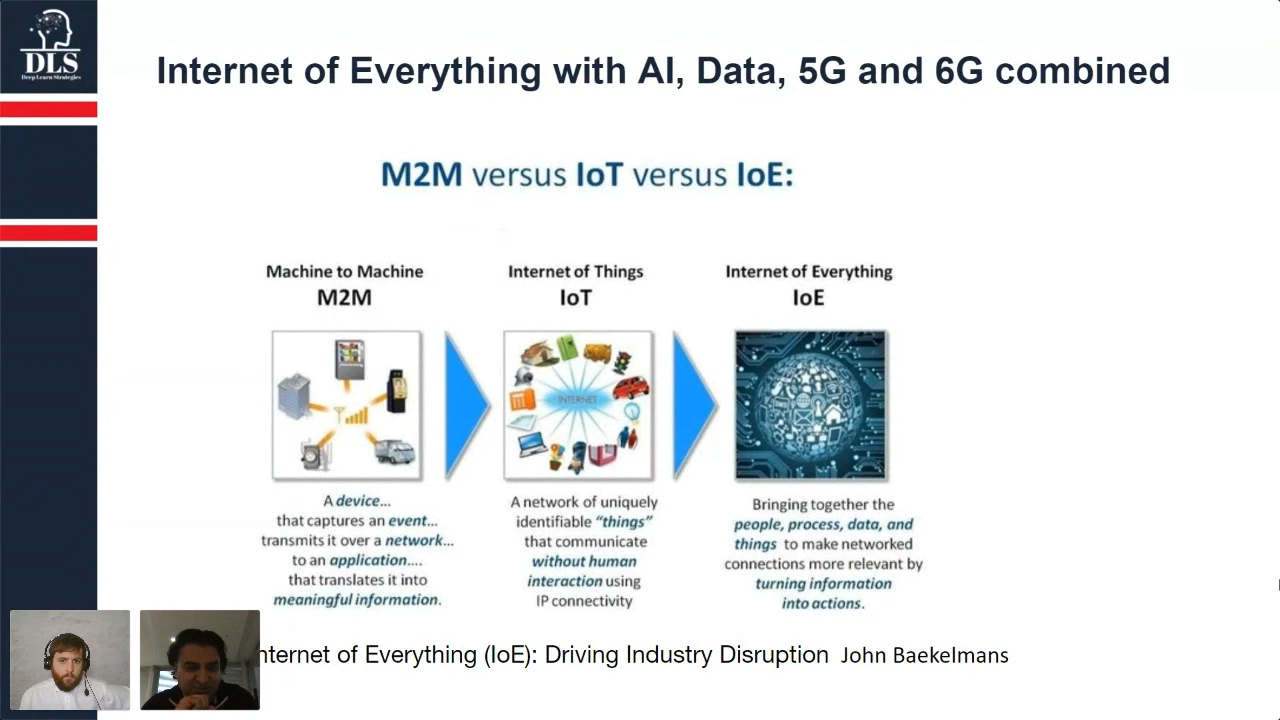 DLS
Deep Learn Strategies
Internet of Everything with AI, Data, 5G and 6G combined
M2M versus IoT versus IoE:
Machine to Machine
M2M
A device...
that captures an event...
transmits it over a network...
to an application....
that translates it into
meaningful information.
Internet of Things
IoT
INTERNET
A network of uniquely
identifiable "things"
that communicate
without human
interaction using
IP connectivity
Internet of Everything
IoE
Bringing together the
people, process, data, and
things to make networked
connections more relevant by
turning information
into actions.
nternet of Everything (IoE): Driving Industry Disruption John Baekelmans